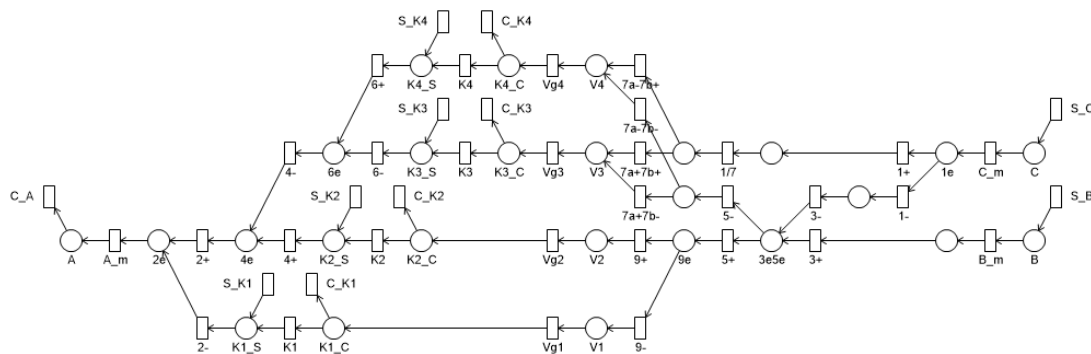 S_K4 C_K4
6+ K4_S K4 K4_C Vg4 V4 7a-7b+
S_K3 C_K3 7a-7b- S_C
4- 6e 6- K3_S K3 K3_C Vg3 V3 7a+7b+ 1/7 1+ 1e C_m C
C_A S_K2 C_K2 7a+7b- 5- 3- 1- S_B
A A_m 2e 2+ 4e 4+ K2_S K2 K2_C Vg2 V2 9+ 9e 5+ 3e5e 3+ B_m B
S_K1 C_K1
2- K1_S K1 K1_C Vg1 V1 9-